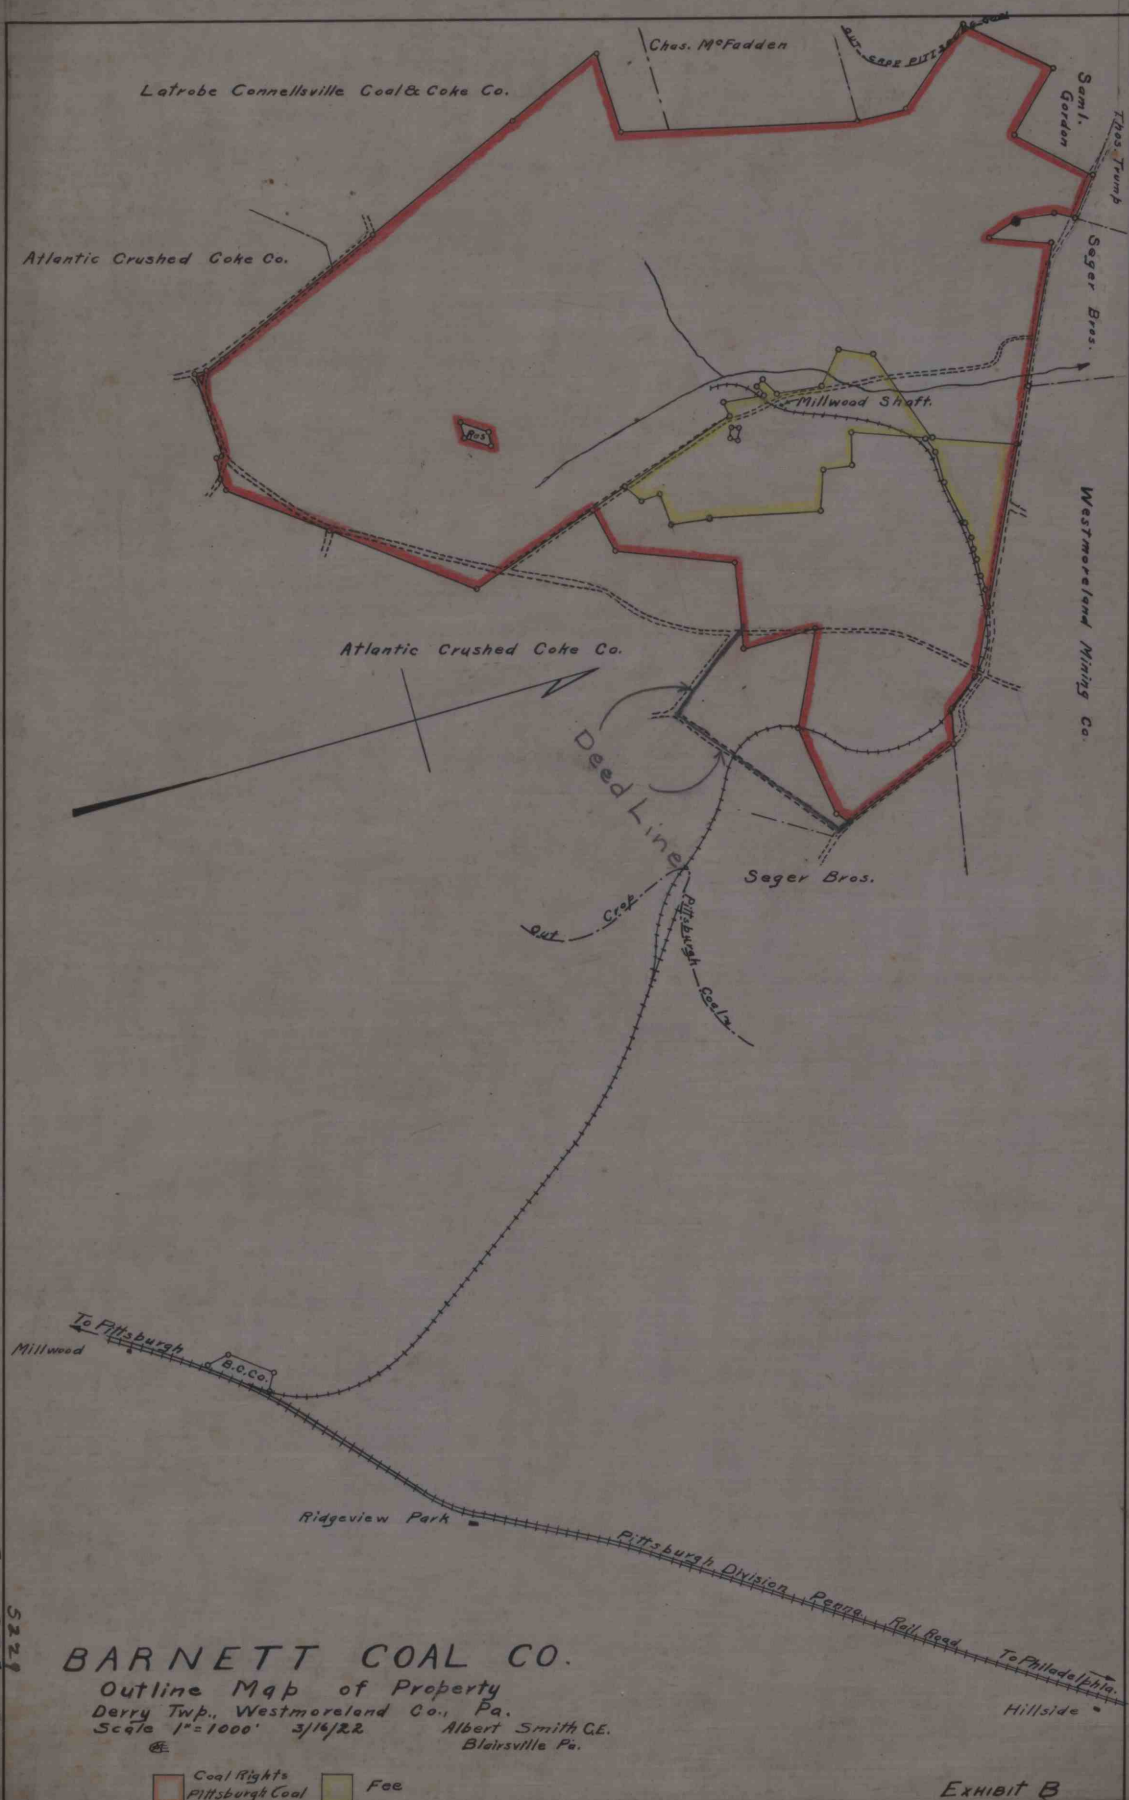 Chas. McFadden
OUT CROP
Latrobe Connellsville Coal & Coke Co.
Saml. Gordon
Thos. Trump
Atlantic Crushed Coke Co.
Sager Bros.
Millwood Shaft.
Res
Westmoreland Mining Co.
Atlantic Crushed Coke Co.
Deed Line
Sager Bros.
Out Crop
Pittsburgh Coal
To Pittsburgh
Millwood
B.C.Co.
Ridgeview Park
Pittsburgh Division Penna. Rail Road
To Philadelphia.
Hillside
5229
BARNETT COAL CO.
Outline Map of Property
Derry Twp., Westmoreland Co., Pa.
Scale 1"=1000' 3/16/22
Albert Smith C.E.
Blairsville Pa.
Coal Rights
Pittsburgh Coal
Fee
EXHIBIT B